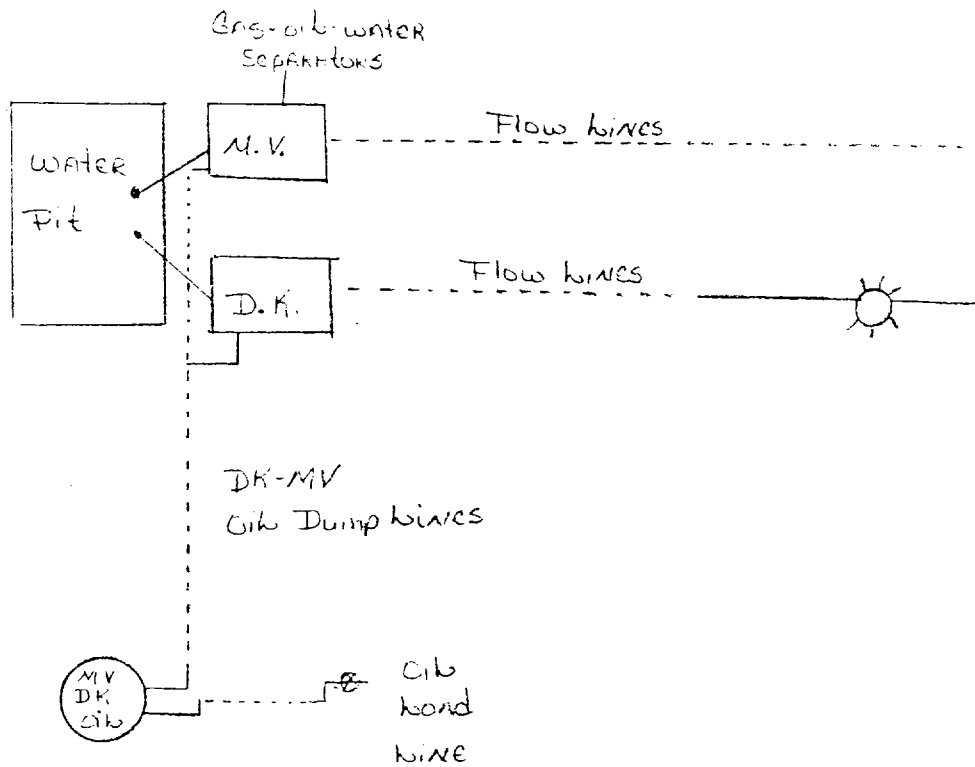 GAS-OIL-WATER
SEPARATORS
M.V.
Flow Lines
WATER
Pit
D.K.
Flow Lines
DK-MV
OIL Dump Lines
MV
DK
OIL
OIL
LOAD
LINE